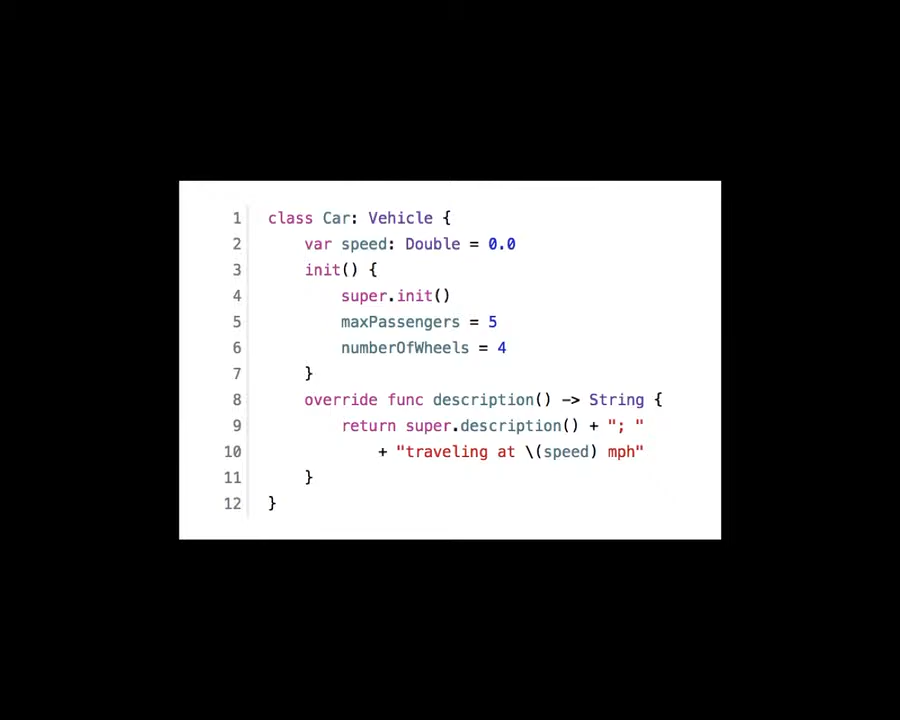 1 class Car: Vehicle {
2     var speed: Double = 0.0
3     init() {
4         super.init()
5         maxPassengers = 5
6         numberOfWheels = 4
7     }
8     override func description() -> String {
9         return super.description() + "; "
10             + "traveling at \(speed) mph"
11     }
12 }